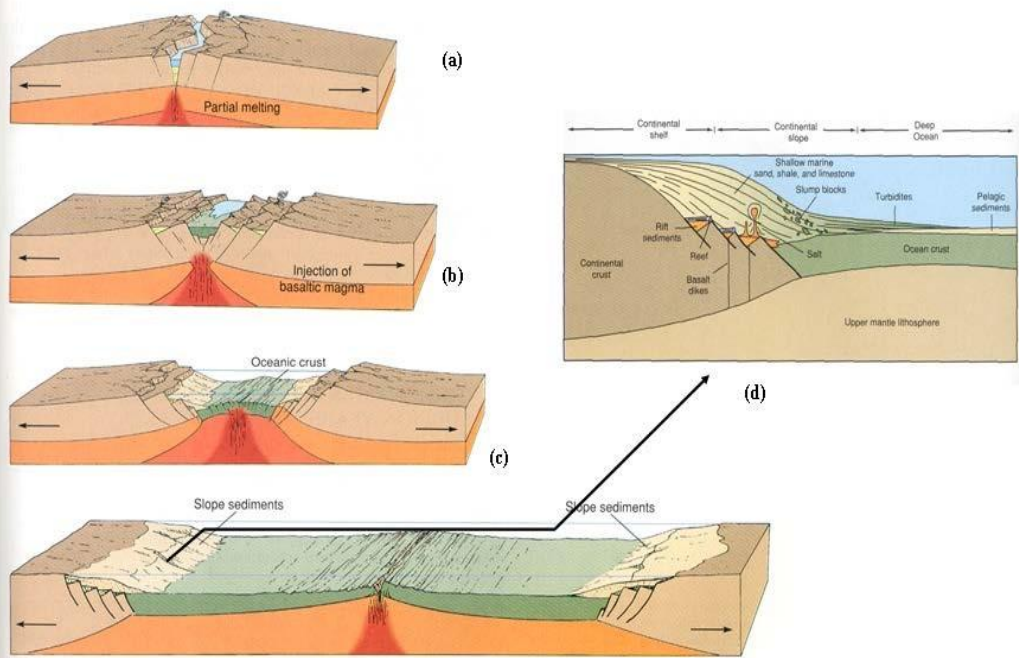 (a)
Partial melting
Injection of
basaltic magma
(b)
Oceanic crust
(c)
Slope sediments
Slope sediments
Continental
shelf
Continental
slope
Deep
Ocean
Shallow marine
sand, shale, and limestone
Slump blocks
Turbidites
Pelagic
sediments
Rift
sediments
Reef
Salt
Ocean crust
Continental
crust
Basalt
dikes
Upper mantle lithosphere
(d)